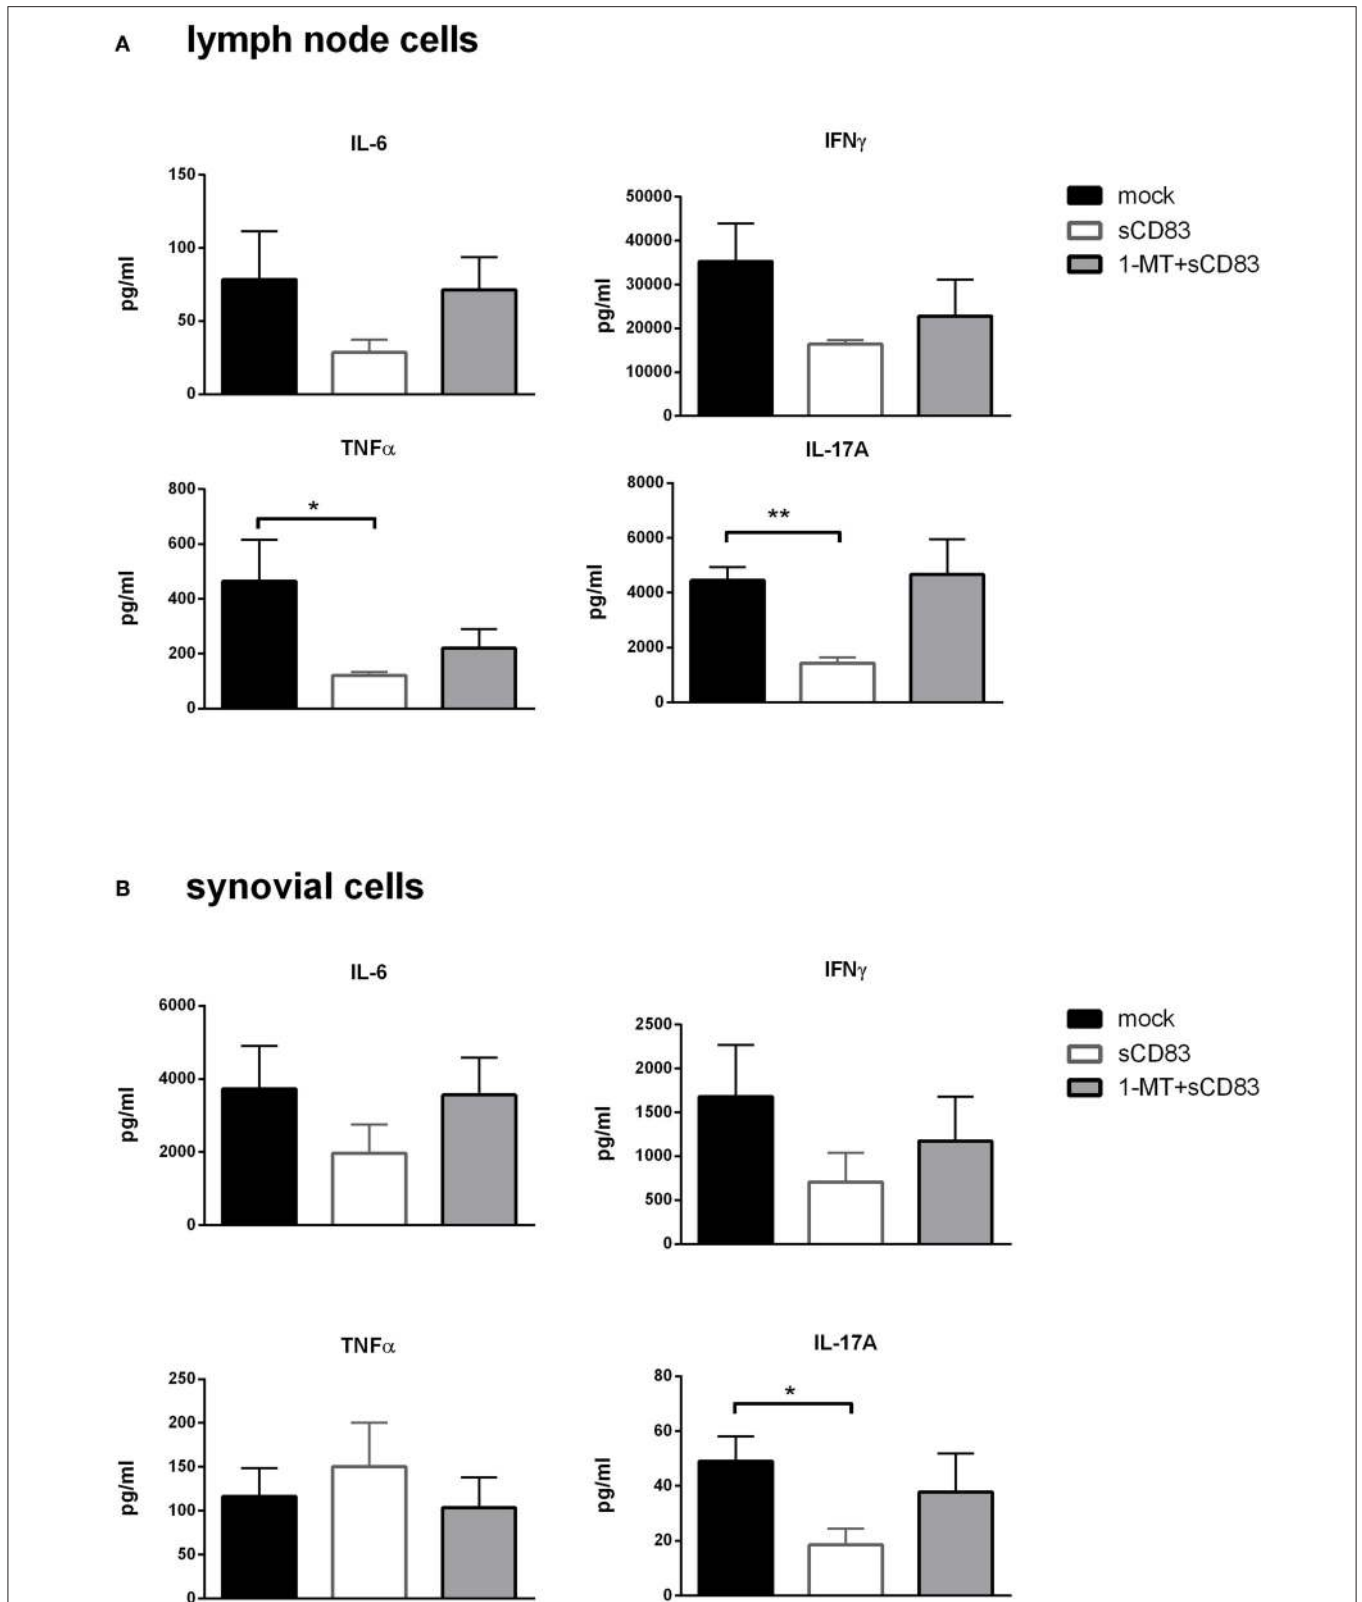 A lymph node cells
IL-6
150
100
50
0
pg/ml
IFNγ
50000
40000
30000
20000
10000
0
pg/ml
mock
sCD83
1-MT+sCD83
TNFα
800
600
400
200
0
pg/ml
*
IL-17A
8000
6000
4000
2000
0
pg/ml
**
B synovial cells
IL-6
6000
4000
2000
0
pg/ml
IFNγ
2500
2000
1500
1000
500
0
pg/ml
mock
sCD83
1-MT+sCD83
TNFα
250
200
150
100
50
0
pg/ml
IL-17A
80
60
40
20
0
pg/ml
*